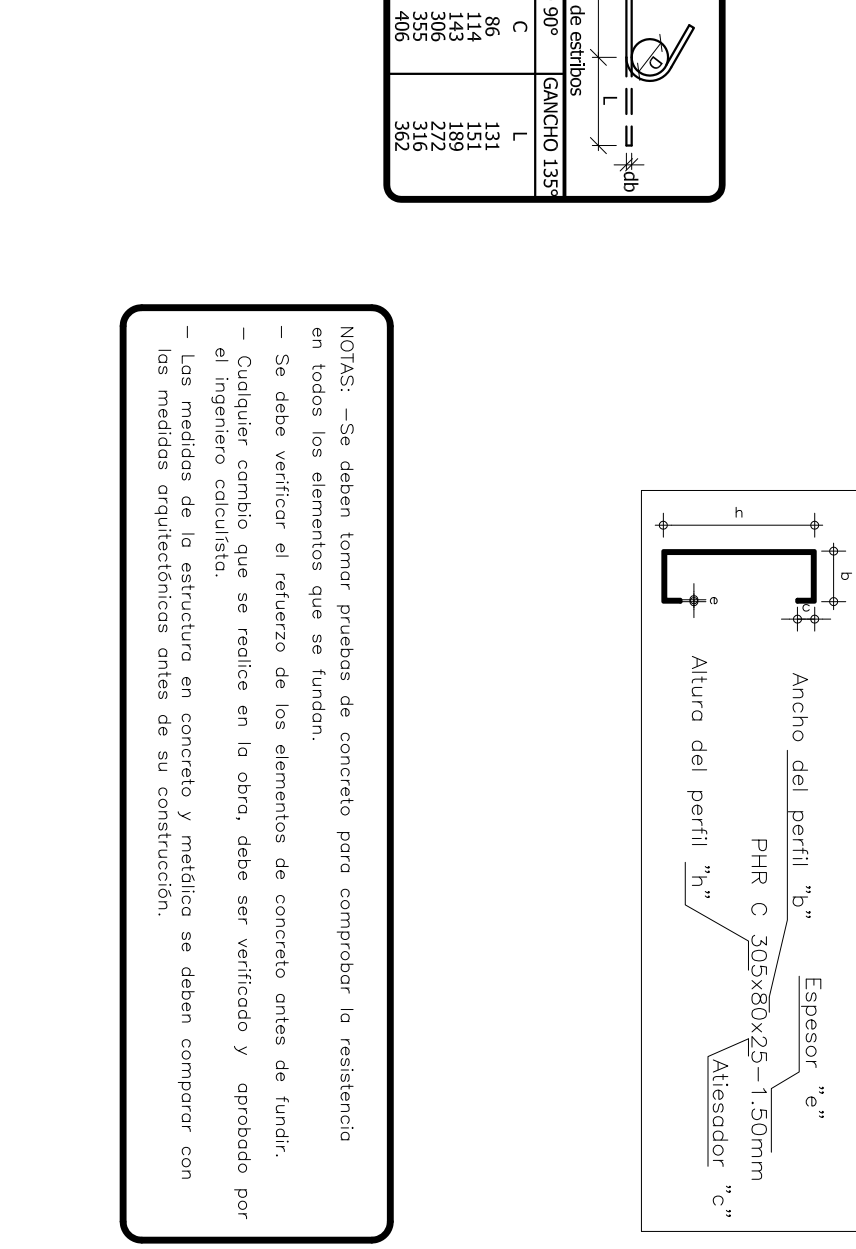 D
db
L
de estribos
90° GANCHO 135°
C L
86 131
114 151
143 189
306 272
355 316
406 362
b
h
c
e
Espesor "e"
Ancho del perfil "b"
PHR C 305x80x25-1.50mm
Atiesador "c"
Altura del perfil "h"
NOTAS: -Se deben tomar pruebas de concreto para comprobar la resistencia
en todos los elementos que se fundan.
- Se debe verificar el refuerzo de los elementos de concreto antes de fundir.
- Cualquier cambio que se realice en la obra, debe ser verificado y aprobado por
el ingeniero calculísta.
- Las medidas de la estructura en concreto y metálica se deben comparar con
las medidas arquitectónicas antes de su construcción.